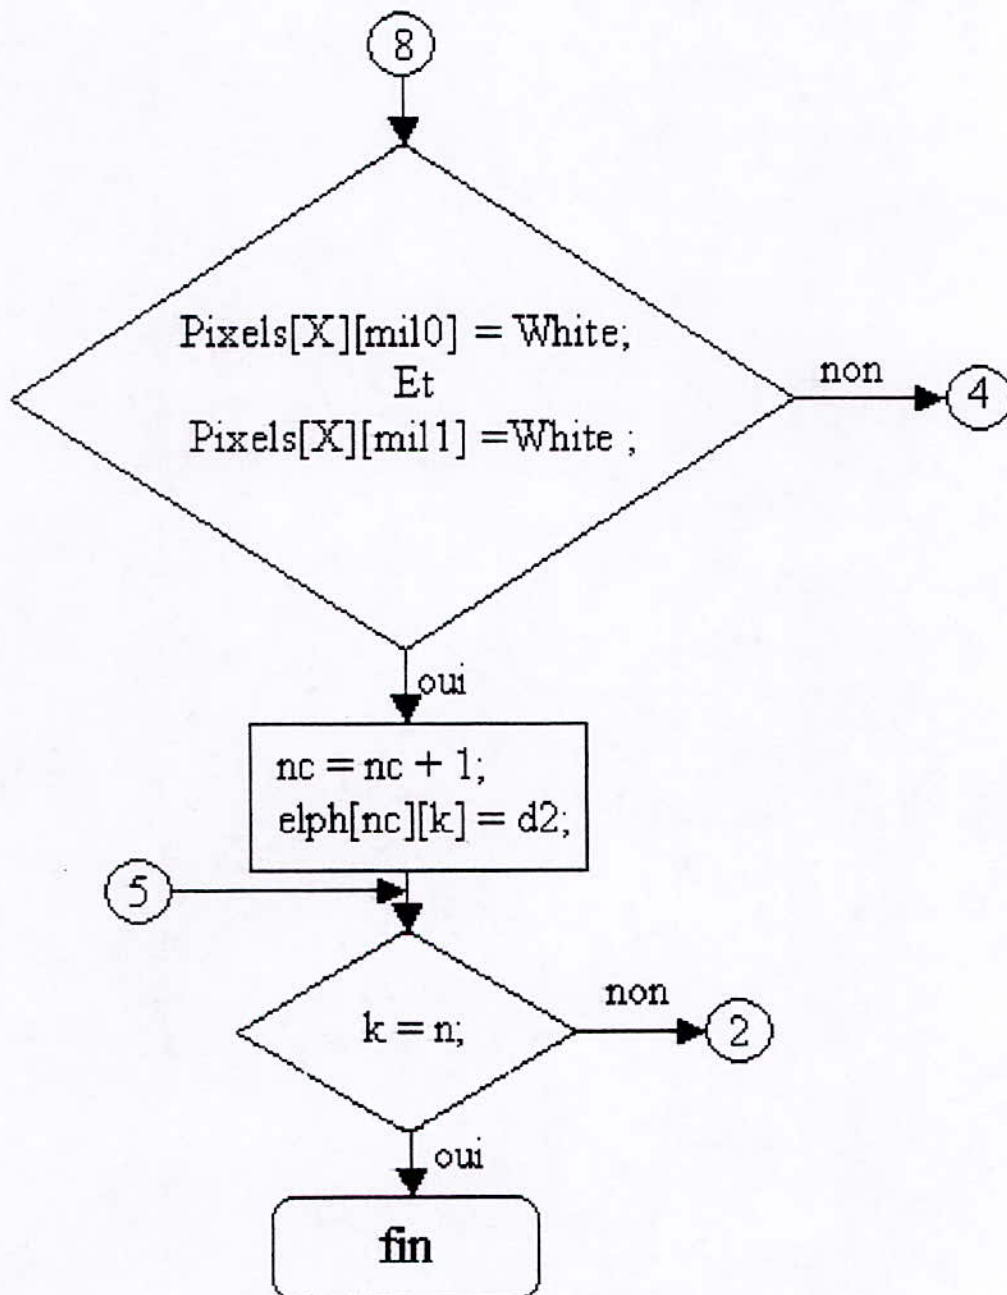 8
Pixels[X][mil0] = White;
Et
Pixels[X][mil1] =White ;
non
4
oui
nc = nc + 1;
elph[nc][k] = d2;
5
k = n;
non
2
oui
fin